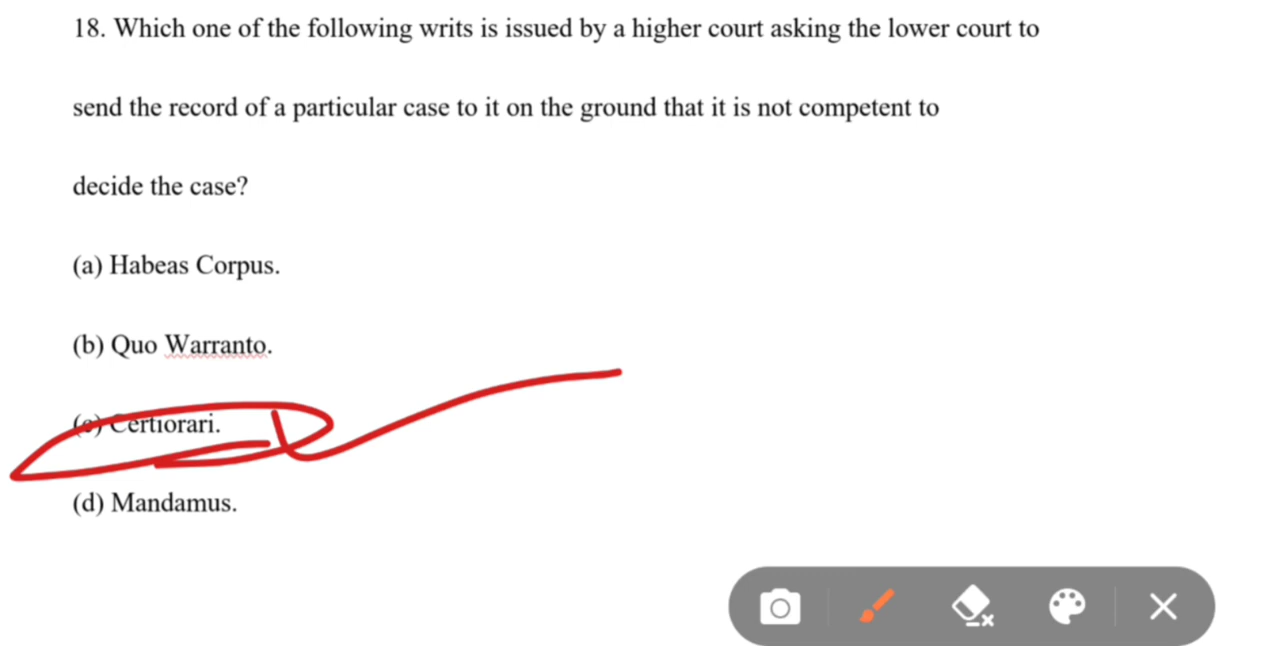 18. Which one of the following writs is issued by a higher court asking the lower court to
send the record of a particular case to it on the ground that it is not competent to
decide the case?
(a) Habeas Corpus.
(b) Quo Warranto.
(c) Certiorari.
(d) Mandamus.